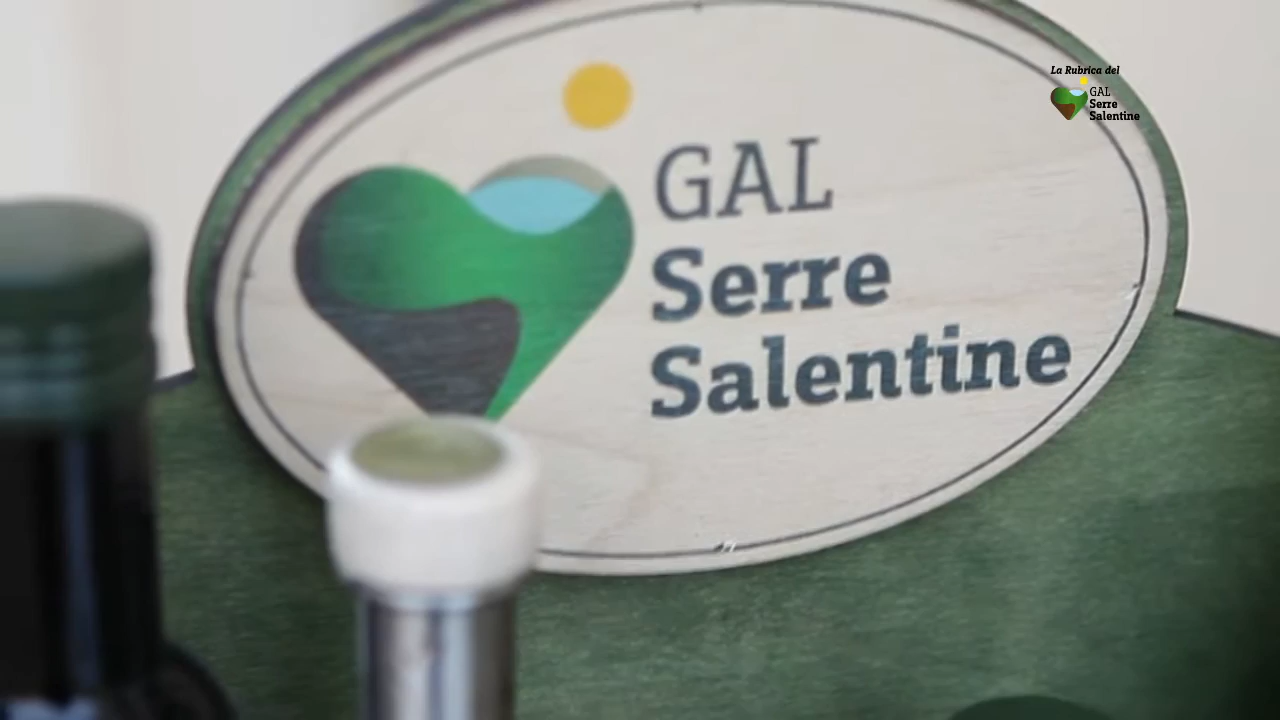 GAL
Serre
Salentine
La Rubrica del
GAL
Serre
Salentine